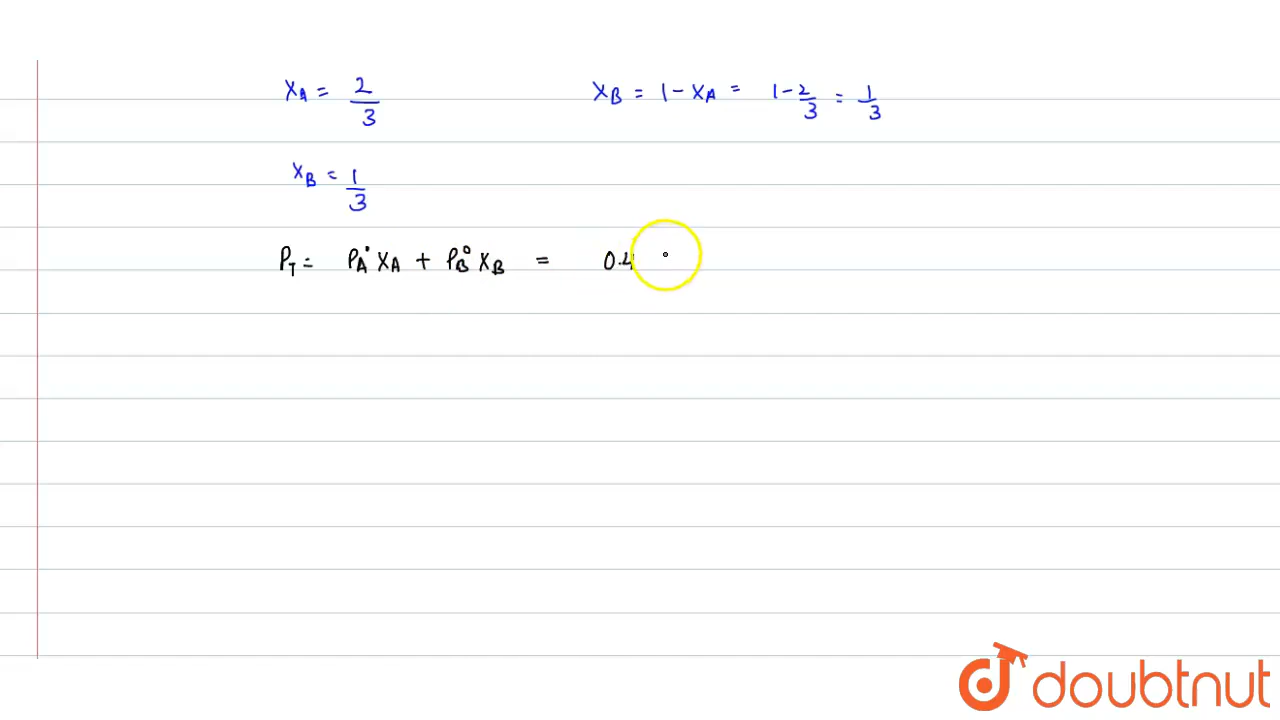 X_A = 2/3    X_B = 1 - X_A = 1 - 2/3 = 1/3
X_B = 1/3
P_T = P_A° X_A + P_B° X_B = 0.4
doubtnut